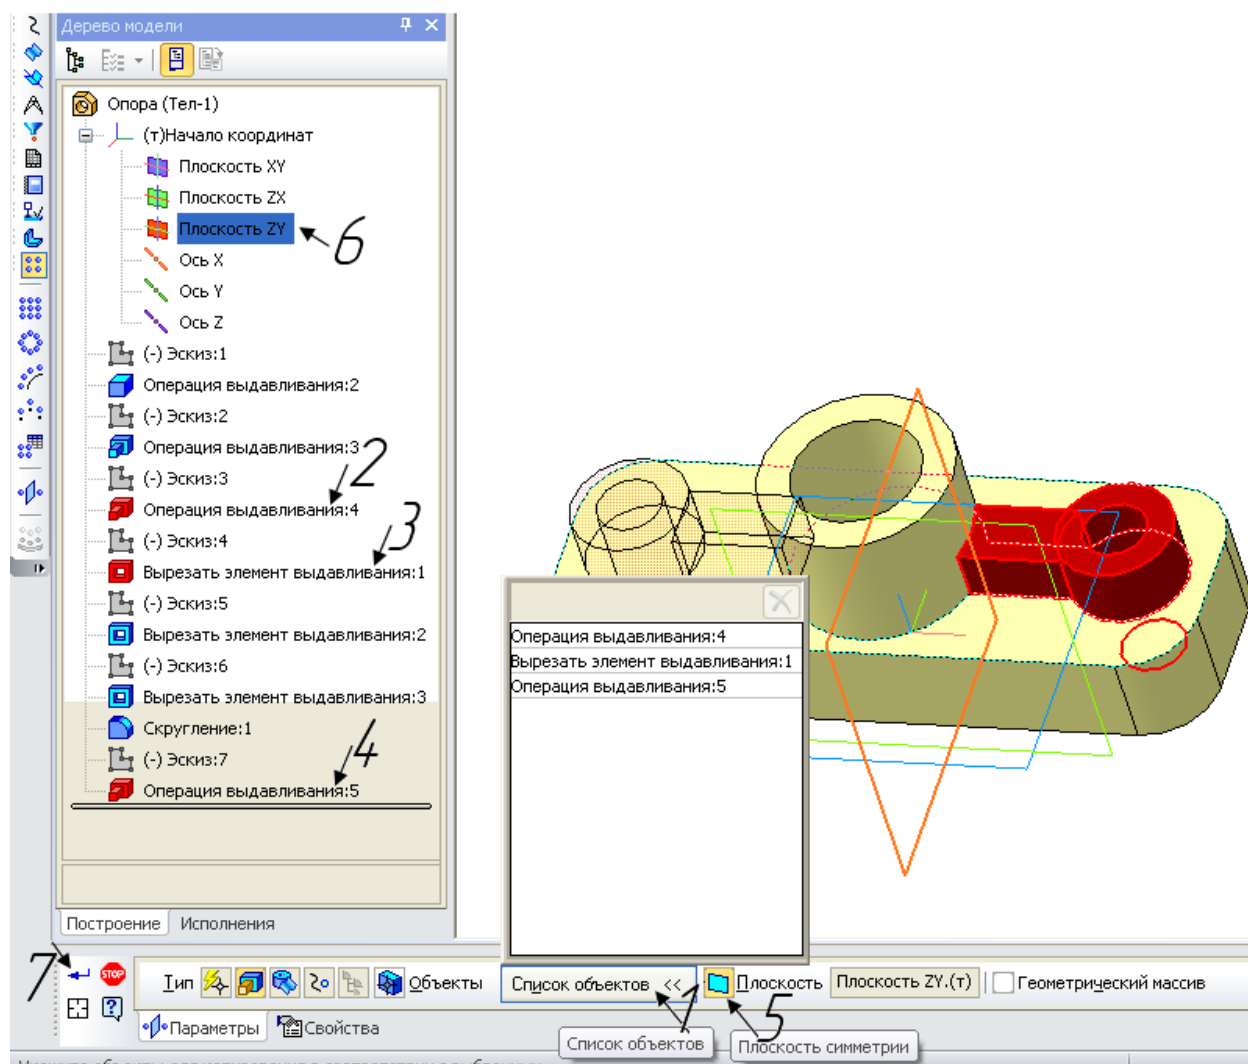 Дерево модели
Опора (Тел-1)
(т)Начало координат
Плоскость XY
Плоскость ZX
Плоскость ZY
6
Ось X
Ось Y
Ось Z
(-) Эскиз:1
Операция выдавливания:2
(-) Эскиз:2
Операция выдавливания:3
2
(-) Эскиз:3
Операция выдавливания:4
3
(-) Эскиз:4
Вырезать элемент выдавливания:1
(-) Эскиз:5
Вырезать элемент выдавливания:2
(-) Эскиз:6
Вырезать элемент выдавливания:3
Скругление:1
4
(-) Эскиз:7
Операция выдавливания:5
Операция выдавливания:4
Вырезать элемент выдавливания:1
Операция выдавливания:5
Построение Исполнения
7
STOP
Тип Объекты Список объектов << 1 Плоскость Плоскость ZY.(т) Геометрический массив
5
Параметры Свойства
Список объектов
Плоскость симметрии